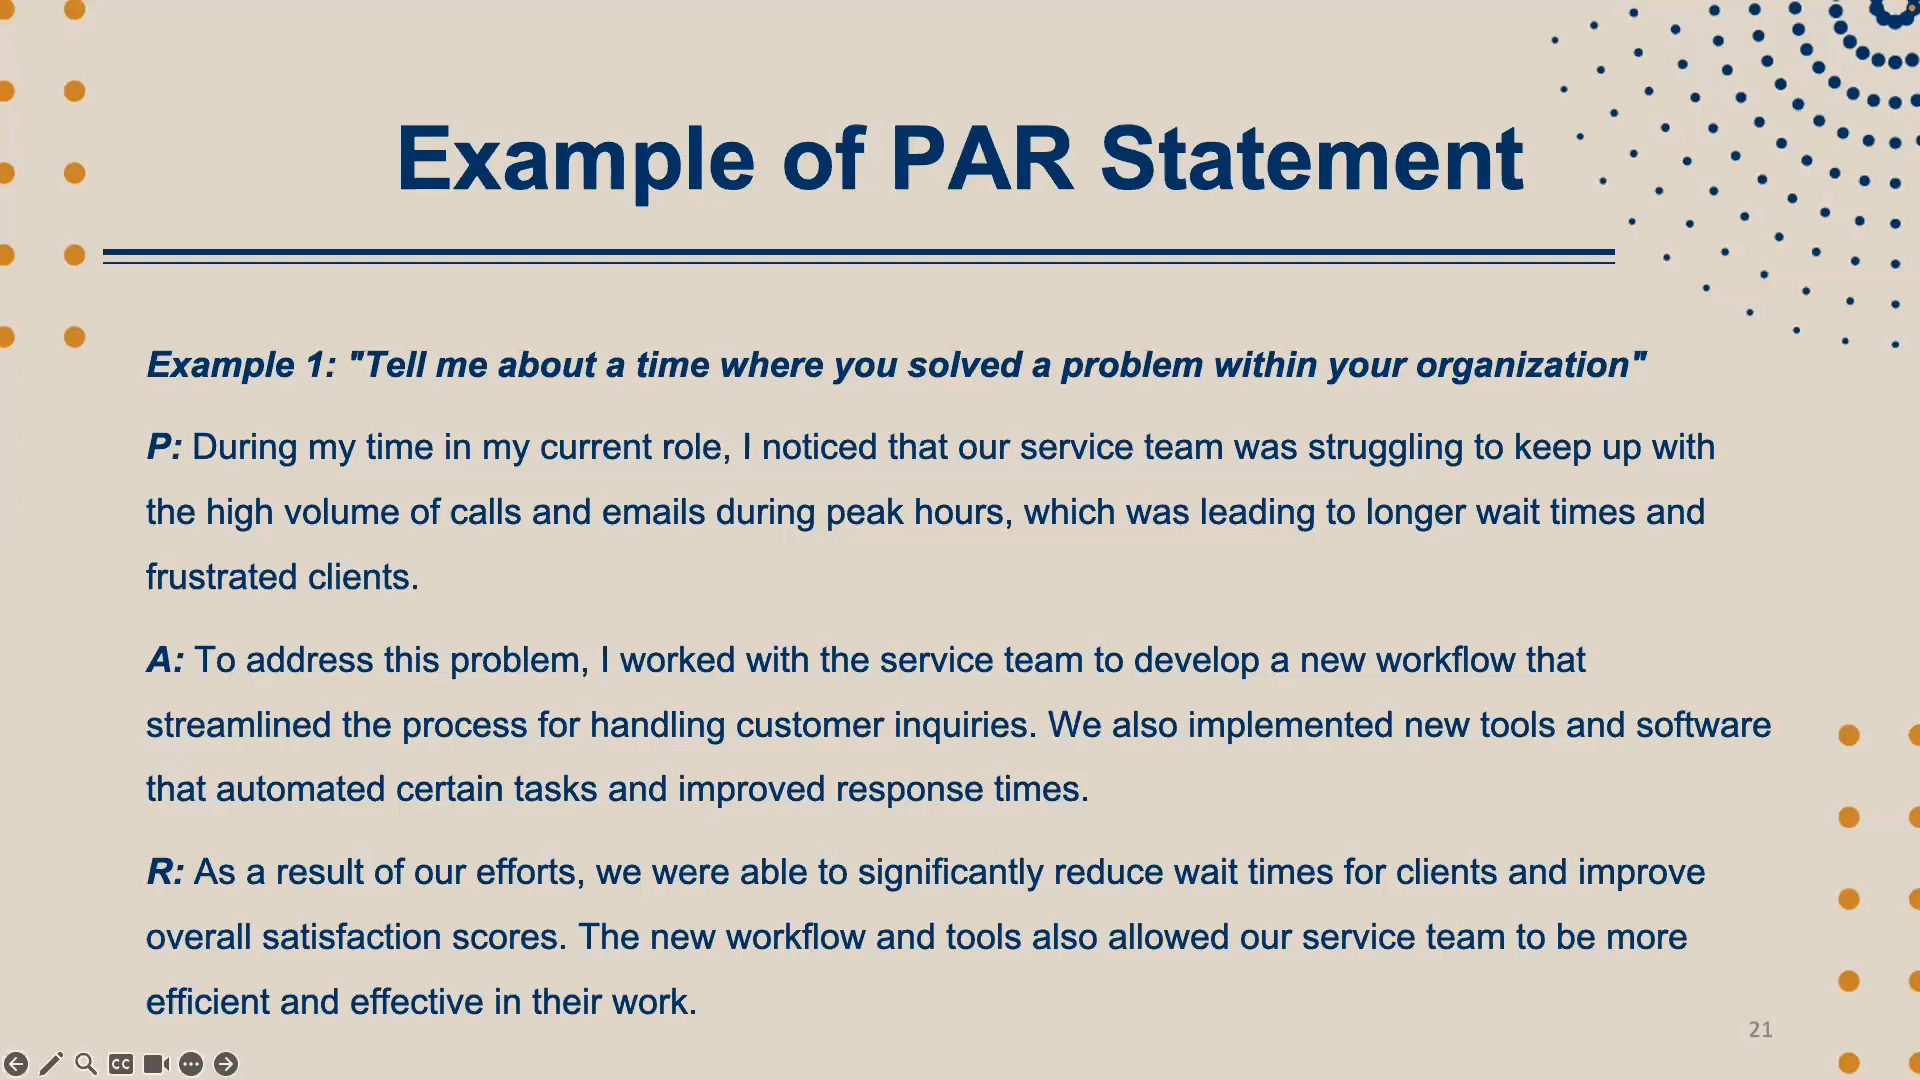 Example of PAR Statement
Example 1: "Tell me about a time where you solved a problem within your organization"
P: During my time in my current role, I noticed that our service team was struggling to keep up with
the high volume of calls and emails during peak hours, which was leading to longer wait times and
frustrated clients.
A: To address this problem, I worked with the service team to develop a new workflow that
streamlined the process for handling customer inquiries. We also implemented new tools and software
that automated certain tasks and improved response times.
R: As a result of our efforts, we were able to significantly reduce wait times for clients and improve
overall satisfaction scores. The new workflow and tools also allowed our service team to be more
efficient and effective in their work.
21
CC